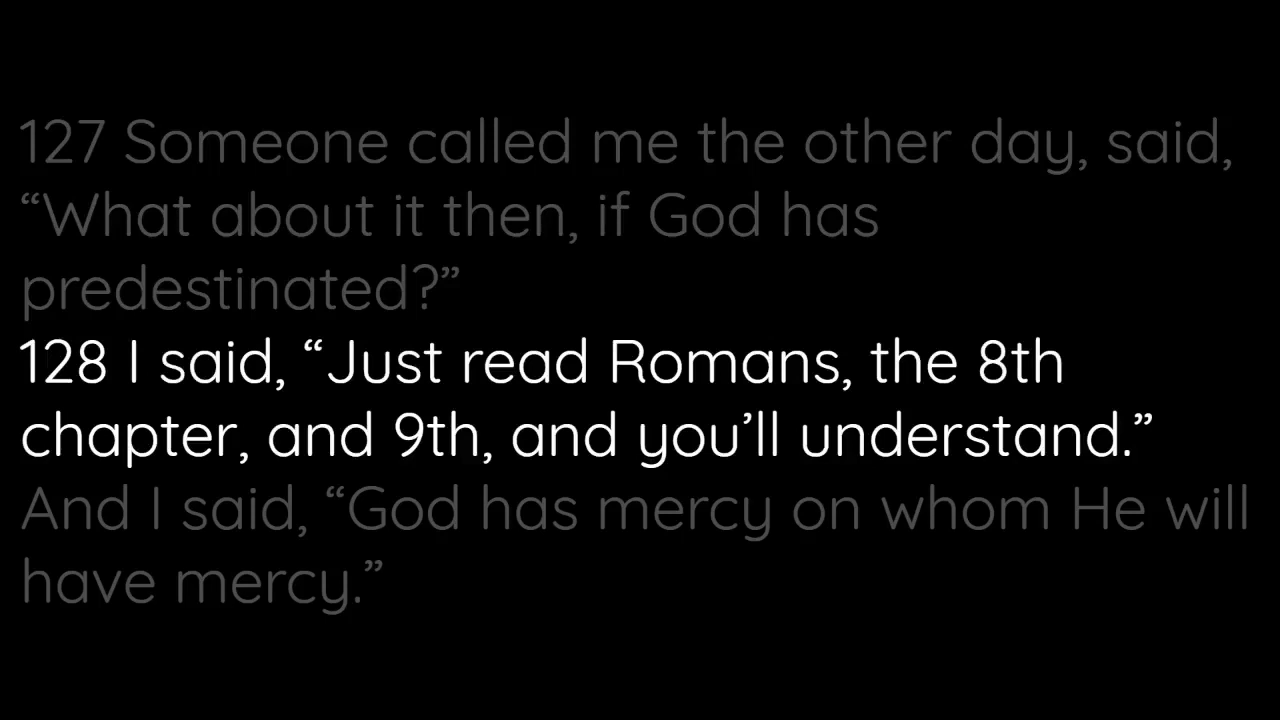 127 Someone called me the other day, said,
“What about it then, if God has
predestinated?”
128 I said, “Just read Romans, the 8th
chapter, and 9th, and you’ll understand.”
And I said, “God has mercy on whom He will
have mercy.”